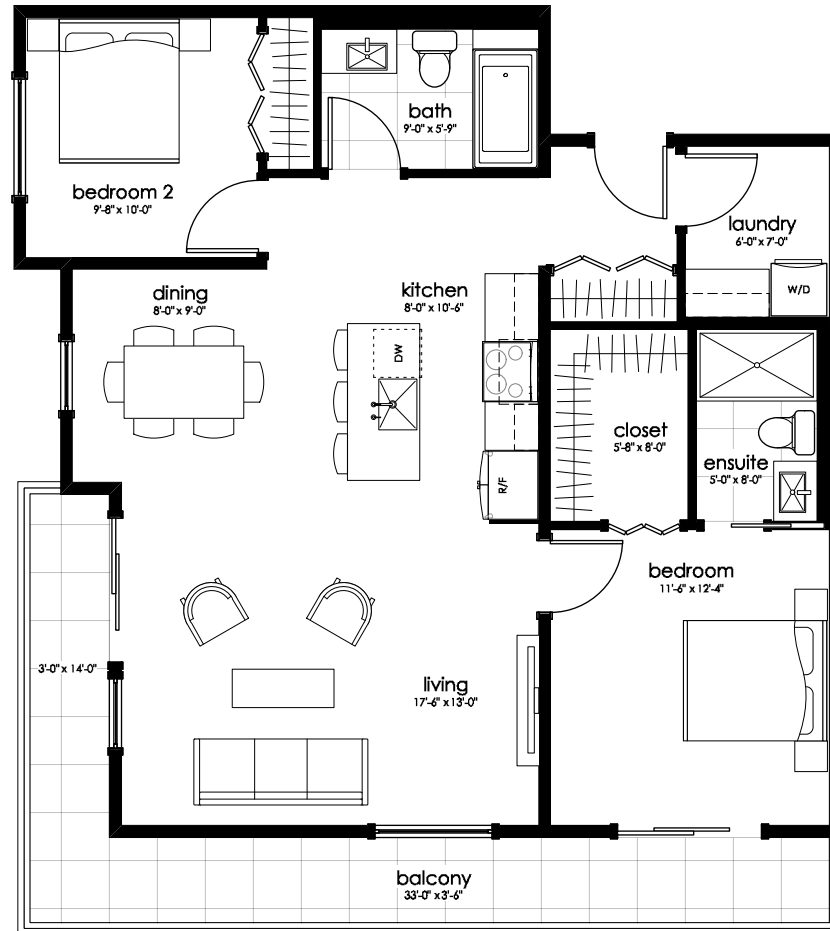 bath
9'-0" x 5'-9"
bedroom 2
9'-8" x 10'-0"
laundry
6'-0" x 7'-0"
W/D
dining
8'-0" x 9'-0"
kitchen
8'-0" x 10'-6"
DW
closet
5'-8" x 8'-0"
ensuite
5'-0" x 8'-0"
R/F
bedroom
11'-6" x 12'-4"
3'-0" x 14'-0"
living
17'-6" x 13'-0"
balcony
33'-0" x 3'-6"